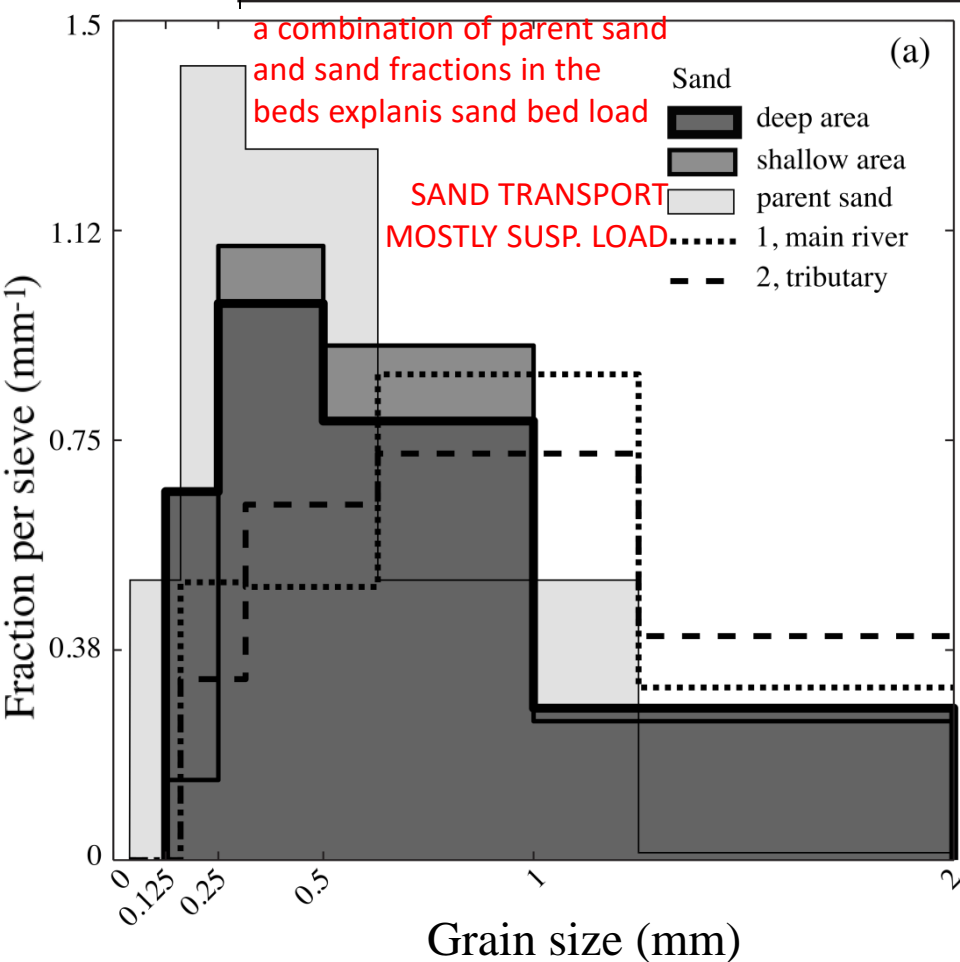 1.5
a combination of parent sand
and sand fractions in the
beds explanis sand bed load
(a)
Sand
deep area
shallow area
parent sand
1, main river
2, tributary
SAND TRANSPORT
MOSTLY SUSP. LOAD
1.12
0.75
0.38
0
Fraction per sieve (mm-1)
0
0.125
0.25
0.5
1
2
Grain size (mm)